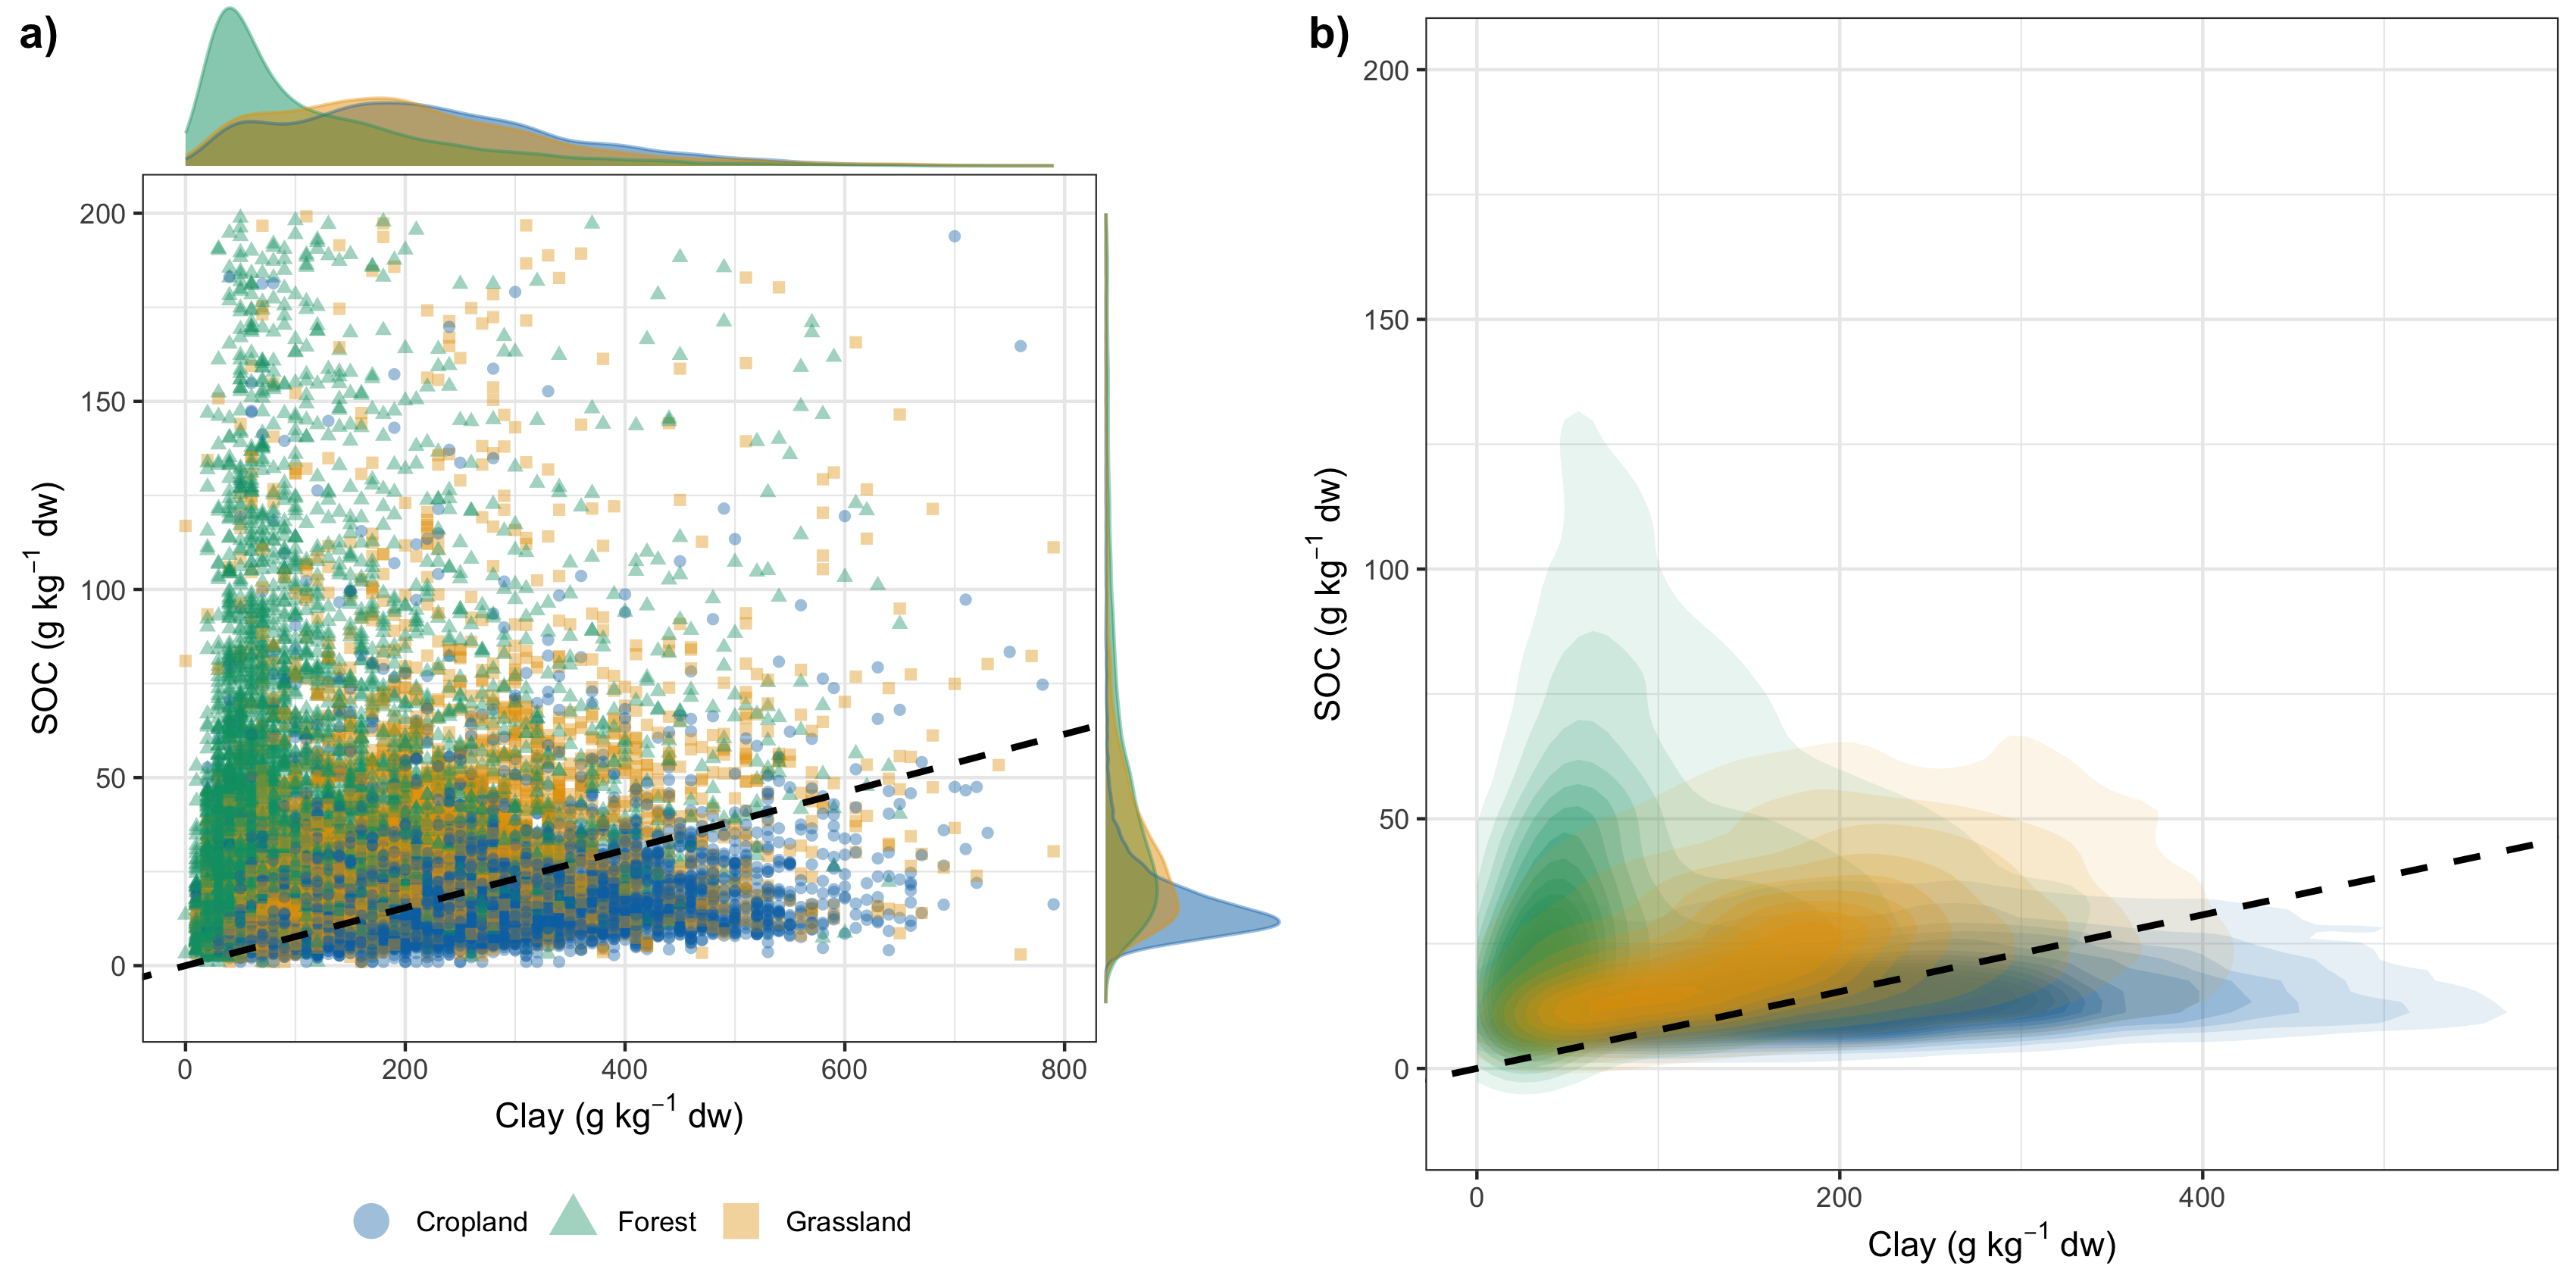 a)
200
150
100
50
0
SOC (g kg⁻¹ dw)
0 200 400 600 800
Clay (g kg⁻¹ dw)
Cropland Forest Grassland
b)
200
150
100
50
0
SOC (g kg⁻¹ dw)
0 200 400
Clay (g kg⁻¹ dw)